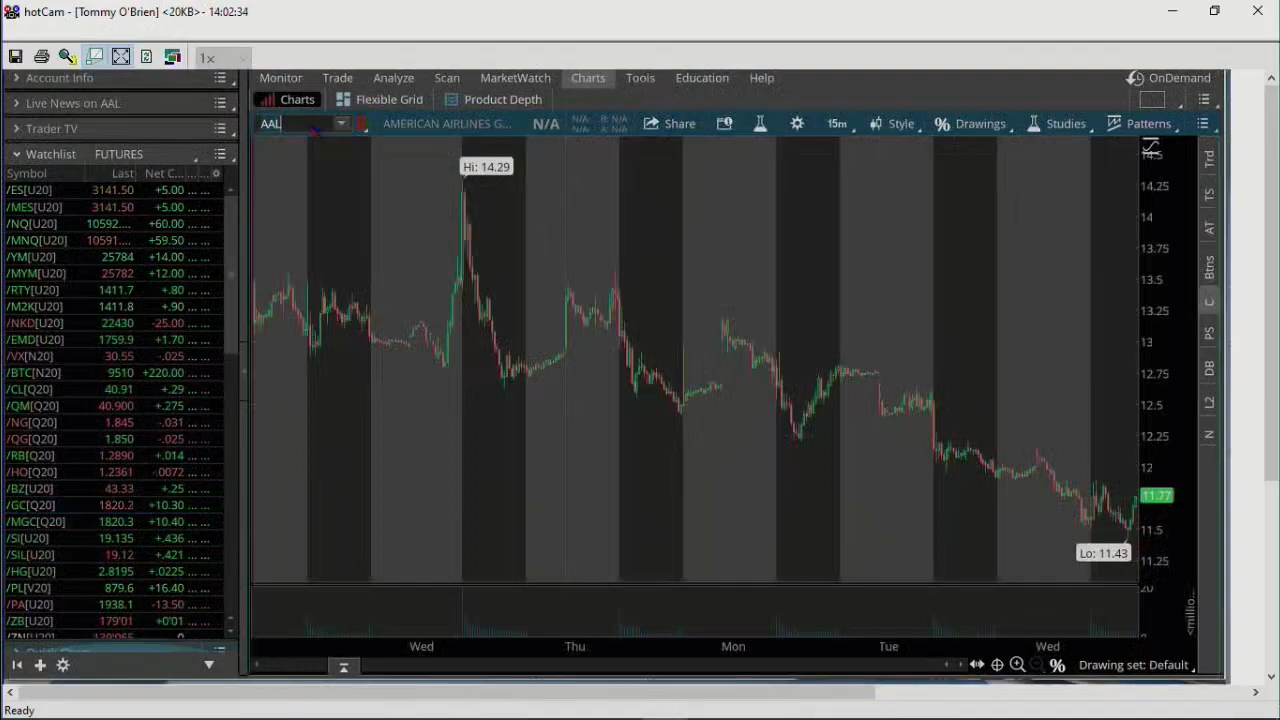 hotCam - [Tommy O'Brien] <20KB> - 14:02:34
1x
Account Info
Live News on AAL
Trader TV
Watchlist FUTURES
Symbol Last Net C... ... ...
/ES[U20] 3141.50 +5.00 ... ...
/MES[U20] 3141.50 +5.00 ... ...
/NQ[U20] 10592... +60.00 ... ...
/MNQ[U20] 10591.... +59.50 ... ...
/YM[U20] 25784 +14.00 ... ...
/MYM[U20] 25782 +12.00 ... ...
/RTY[U20] 1411.7 +.80 ... ...
/M2K[U20] 1411.8 +.90 ... ...
/NKD[U20] 22430 -25.00 ... ...
/EMD[U20] 1759.9 +1.70 ... ...
/VX[N20] 30.55 -.025 ... ...
/BTC[N20] 9510 +220.00 ... ...
/CL[Q20] 40.91 +.29 ... ...
/QM[Q20] 40.900 +.275 ... ...
/NG[Q20] 1.845 -.031 ... ...
/QG[Q20] 1.850 -.025 ... ...
/RB[Q20] 1.2890 +.014 ... ...
/HO[Q20] 1.2361 -.0072 ... ...
/BZ[U20] 43.33 +.25 ... ...
/GC[Q20] 1820.2 +10.30 ... ...
/MGC[Q20] 1820.3 +10.40 ... ...
/SI[U20] 19.135 +.436 ... ...
/SIL[U20] 19.12 +.421 ... ...
/HG[U20] 2.8195 +.0225 ... ...
/PL[V20] 879.6 +16.40 ... ...
/PA[U20] 1938.1 -13.50 ... ...
/ZB[U20] 179'01 +0'01 ... ...
Monitor Trade Analyze Scan MarketWatch Charts Tools Education Help OnDemand
Charts Flexible Grid Product Depth
AAL AMERICAN AIRLINES G... N/A N/A N/A B: N/A A: N/A Share 15m Style Drawings Studies Patterns
Hi: 14.29
14.5
14.25
14
13.75
13.5
13.25
13
12.75
12.5
12.25
12
11.77
11.5
Lo: 11.43
11.25
20
<millio...
Trd
TS
AT
Btns
C
PS
DB
L2
N
Wed Thu Mon Tue Wed
Drawing set: Default
Ready